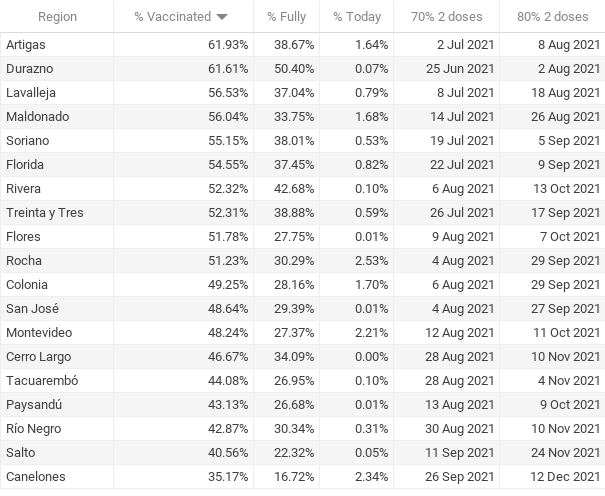 Region % Vaccinated % Fully % Today 70% 2 doses 80% 2 doses
Artigas 61.93% 38.67% 1.64% 2 Jul 2021 8 Aug 2021
Durazno 61.61% 50.40% 0.07% 25 Jun 2021 2 Aug 2021
Lavalleja 56.53% 37.04% 0.79% 8 Jul 2021 18 Aug 2021
Maldonado 56.04% 33.75% 1.68% 14 Jul 2021 26 Aug 2021
Soriano 55.15% 38.01% 0.53% 19 Jul 2021 5 Sep 2021
Florida 54.55% 37.45% 0.82% 22 Jul 2021 9 Sep 2021
Rivera 52.32% 42.68% 0.10% 6 Aug 2021 13 Oct 2021
Treinta y Tres 52.31% 38.88% 0.59% 26 Jul 2021 17 Sep 2021
Flores 51.78% 27.75% 0.01% 9 Aug 2021 7 Oct 2021
Rocha 51.23% 30.29% 2.53% 4 Aug 2021 29 Sep 2021
Colonia 49.25% 28.16% 1.70% 6 Aug 2021 29 Sep 2021
San José 48.64% 29.39% 0.01% 4 Aug 2021 27 Sep 2021
Montevideo 48.24% 27.37% 2.21% 12 Aug 2021 11 Oct 2021
Cerro Largo 46.67% 34.09% 0.00% 28 Aug 2021 10 Nov 2021
Tacuarembó 44.08% 26.95% 0.10% 28 Aug 2021 4 Nov 2021
Paysandú 43.13% 26.68% 0.01% 13 Aug 2021 9 Oct 2021
Río Negro 42.87% 30.34% 0.31% 30 Aug 2021 10 Nov 2021
Salto 40.56% 22.32% 0.05% 11 Sep 2021 24 Nov 2021
Canelones 35.17% 16.72% 2.34% 26 Sep 2021 12 Dec 2021